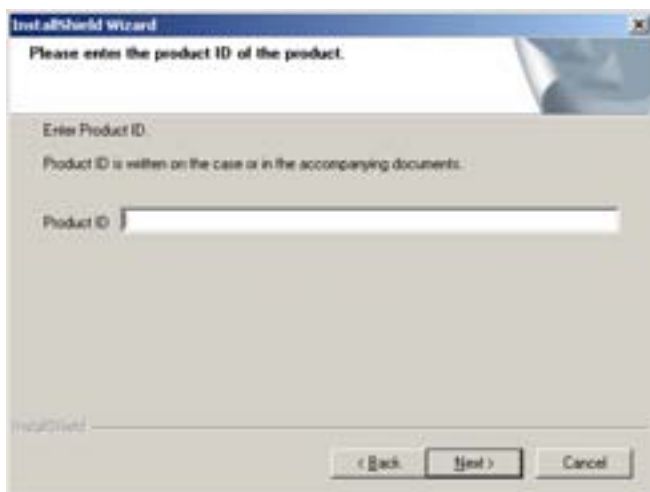 InstallShield Wizard
Please enter the product ID of the product.
Enter Product ID.
Product ID is written on the case or in the accompanying documents.
Product ID
InstallShield
< Back
Next >
Cancel